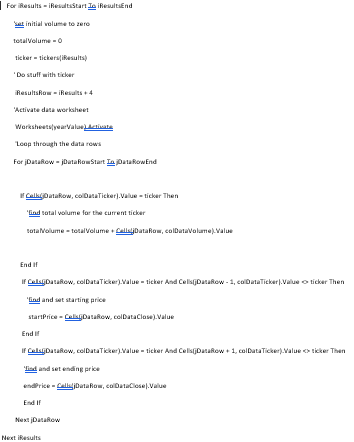 For iResults = iResultsStart To iResultsEnd
'set initial volume to zero
totalVolume = 0
ticker = tickers(iResults)
'Do stuff with ticker
iResultsRow = iResults + 4
'Activate data worksheet
Worksheets(yearValue).Activate
'Loop through the data rows
For jDataRow = jDataRowStart To jDataRowEnd
If Cells(jDataRow, colDataTicker).Value = ticker Then
'find total volume for the current ticker
totalVolume = totalVolume + Cells(jDataRow, colDataVolume).Value
End If
If Cells(jDataRow, colDataTicker).Value = ticker And Cells(jDataRow - 1, colDataTicker).Value <> ticker Then
'find and set starting price
startPrice = Cells(jDataRow, colDataClose).Value
End If
If Cells(jDataRow, colDataTicker).Value = ticker And Cells(jDataRow + 1, colDataTicker).Value <> ticker Then
'find and set ending price
endPrice = Cells(jDataRow, colDataClose).Value
End If
Next jDataRow
Next iResults